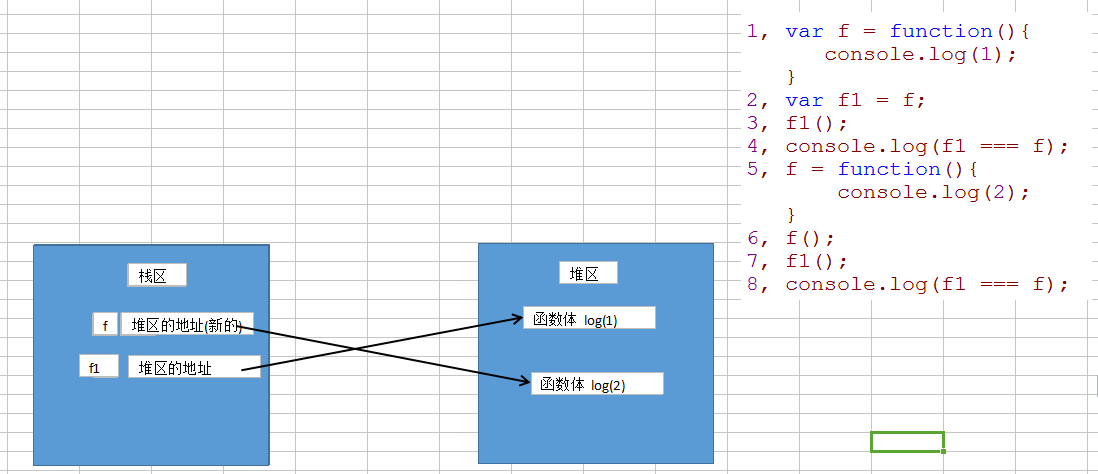 1, var f = function(){
console.log(1);
}
2, var f1 = f;
3, f1();
4, console.log(f1 === f);
5, f = function(){
console.log(2);
}
6, f();
7, f1();
8, console.log(f1 === f);
栈区
f 堆区的地址(新的)
f1 堆区的地址
堆区
函数体 log(1)
函数体 log(2)